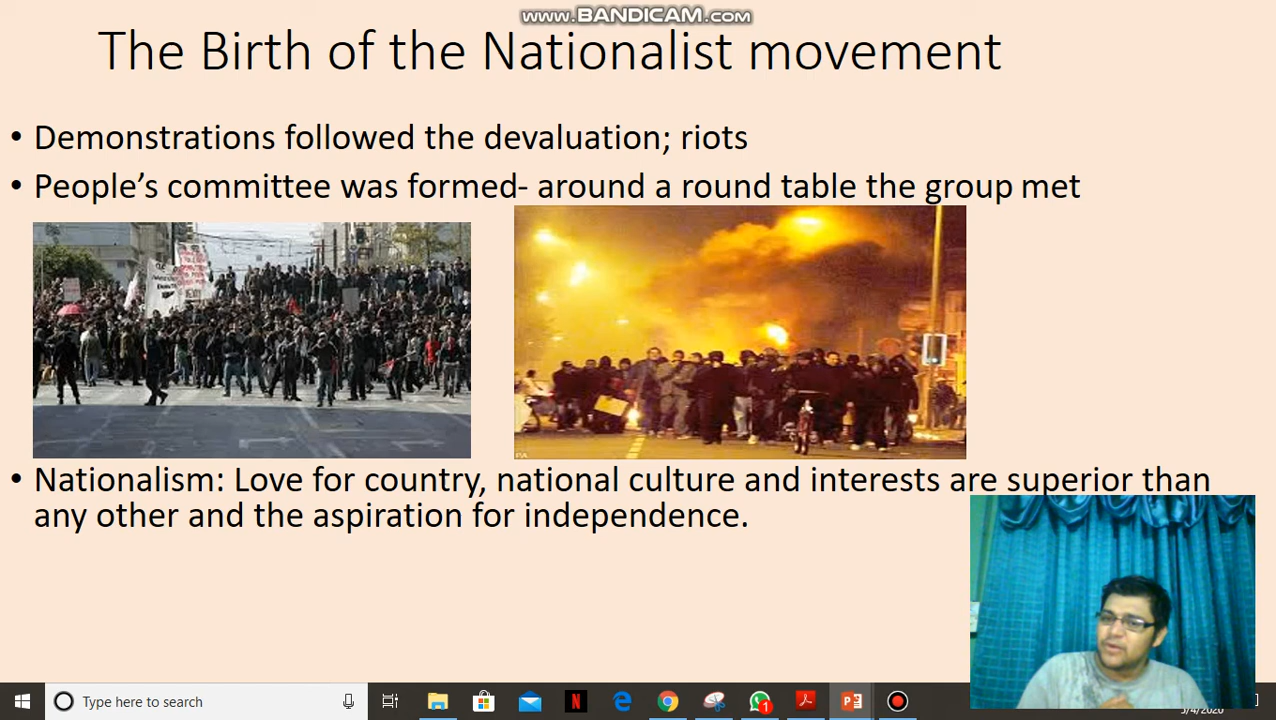 www.BANDICAM.com
The Birth of the Nationalist movement
• Demonstrations followed the devaluation; riots
• People’s committee was formed- around a round table the group met
PA
• Nationalism: Love for country, national culture and interests are superior than
any other and the aspiration for independence.
Type here to search
1